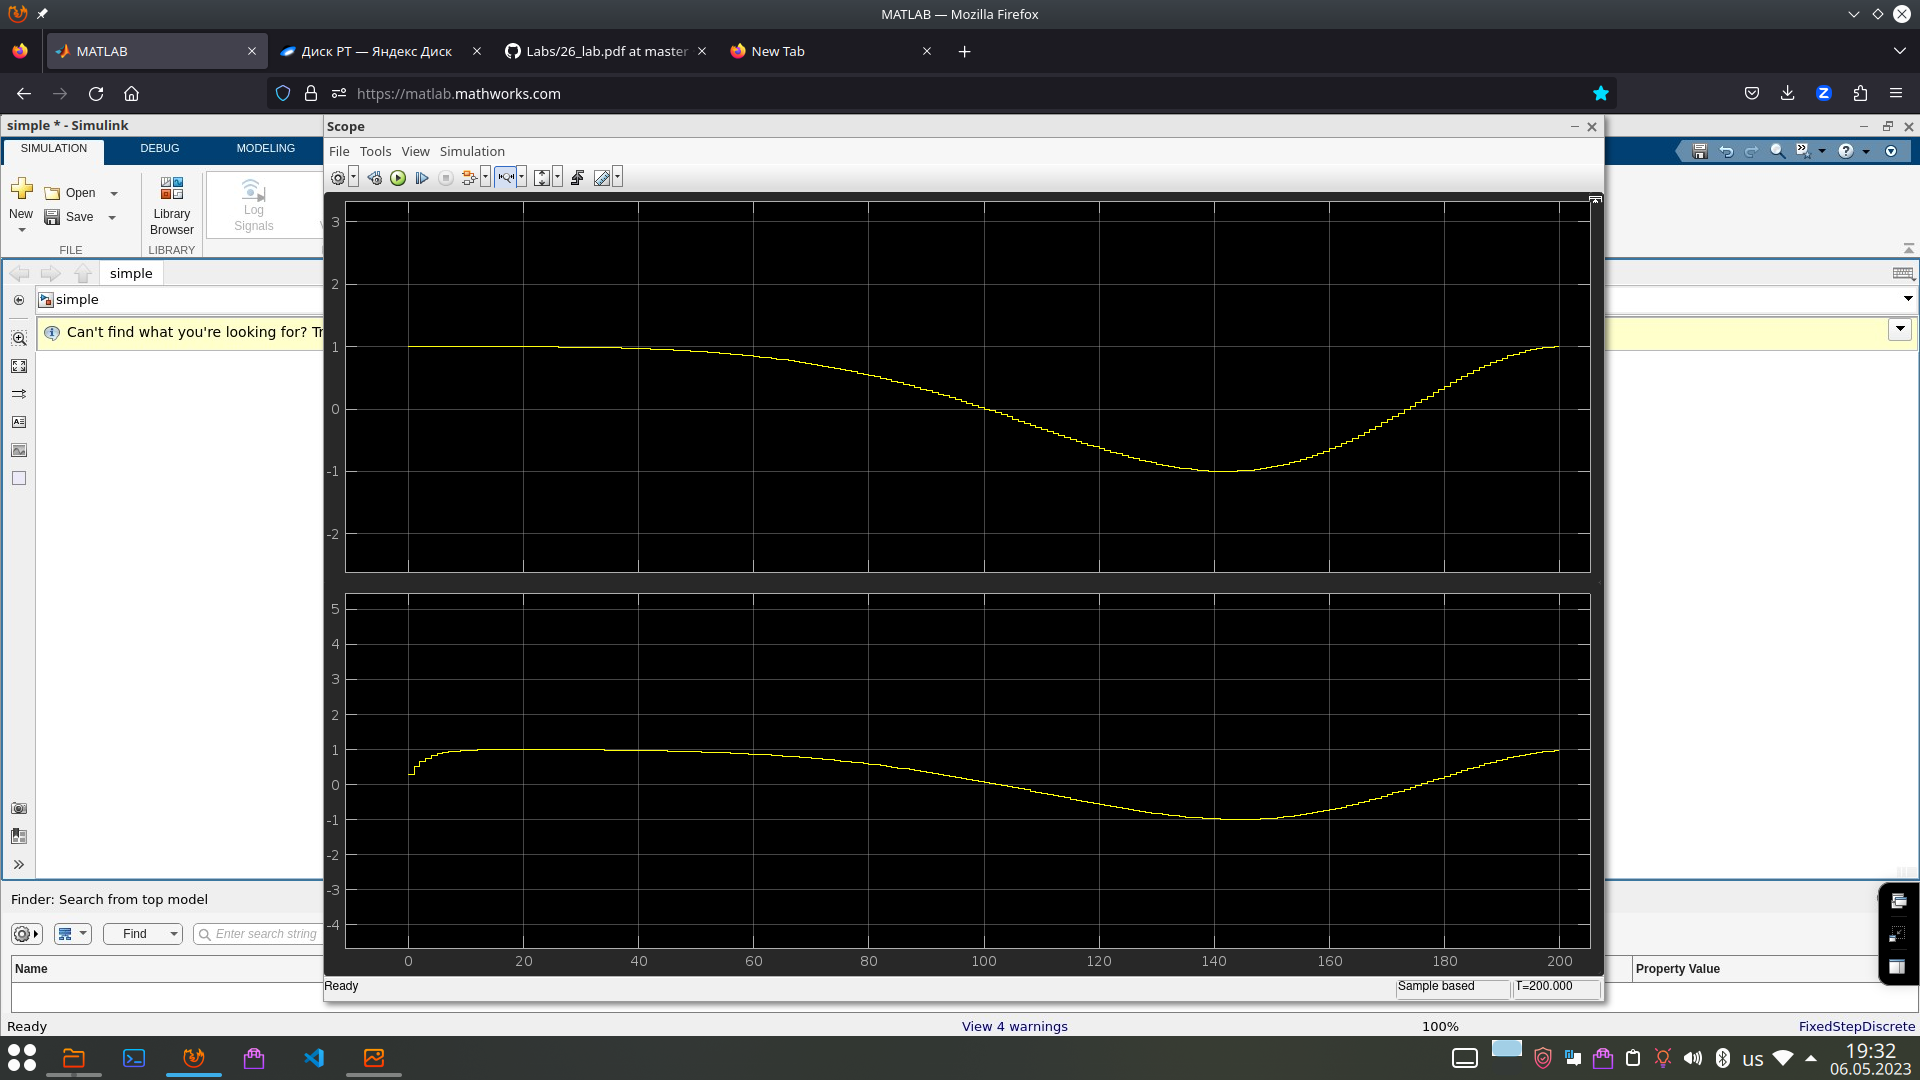 MATLAB — Mozilla Firefox
MATLAB
Диск РТ — Яндекс Диск
Labs/26_lab.pdf at master
New Tab
https://matlab.mathworks.com
simple * - Simulink
Scope
SIMULATION
DEBUG
MODELING
File
Tools
View
Simulation
New
Open
Save
Library
Browser
Log
Signals
FILE
LIBRARY
simple
simple
Can't find what you're looking for?
3
2
1
0
-1
-2
5
4
3
2
1
0
-1
-2
-3
-4
0 20 40 60 80 100 120 140 160 180 200
Ready
Sample based
T=200.000
Finder: Search from top model
Find
Enter search string
Name
Property Value
Ready
View 4 warnings
100%
FixedStepDiscrete
us
19:32
06.05.2023